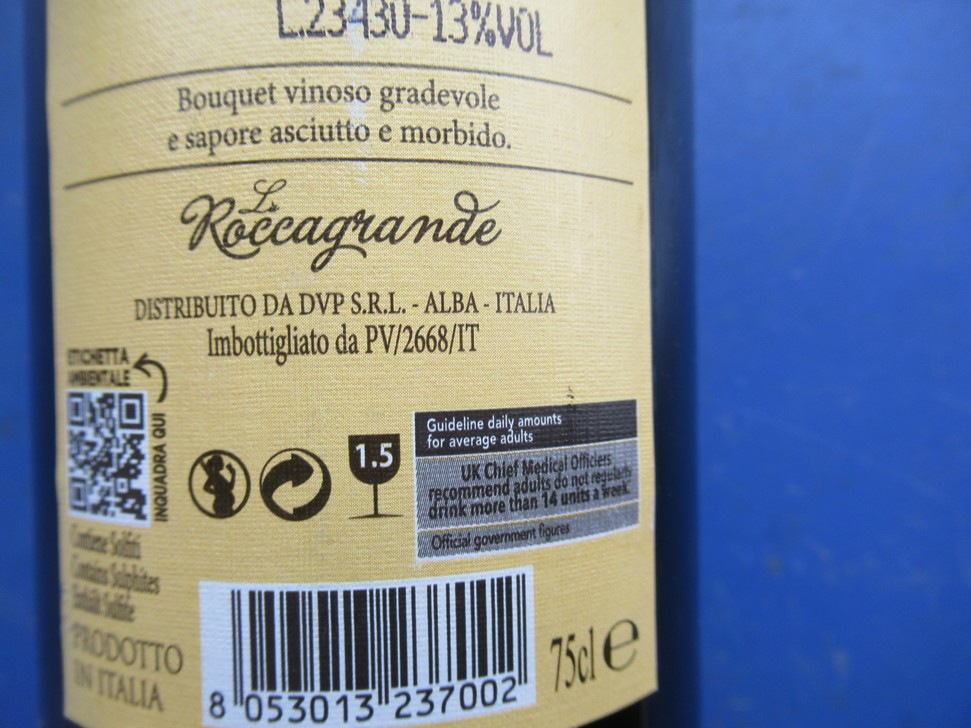 L.23430-13%VOL
Bouquet vinoso gradevole
e sapore asciutto e morbido.
La
Roccagrande
DISTRIBUITO DA DVP S.R.L. - ALBA - ITALIA
Imbottigliato da PV/2668/IT
ETICHETTA
AMBIENTALE
INQUADRA QUI
1.5
Guideline daily amounts
for average adults
UK Chief Medical Officiers
recommend adults do not regularly
drink more than 14 units a week.
Official government figures
Contiene Solfiti
Contains Sulphites
Enthält Sulfite
PRODOTTO
IN ITALIA
8 053013 237002
75cl e